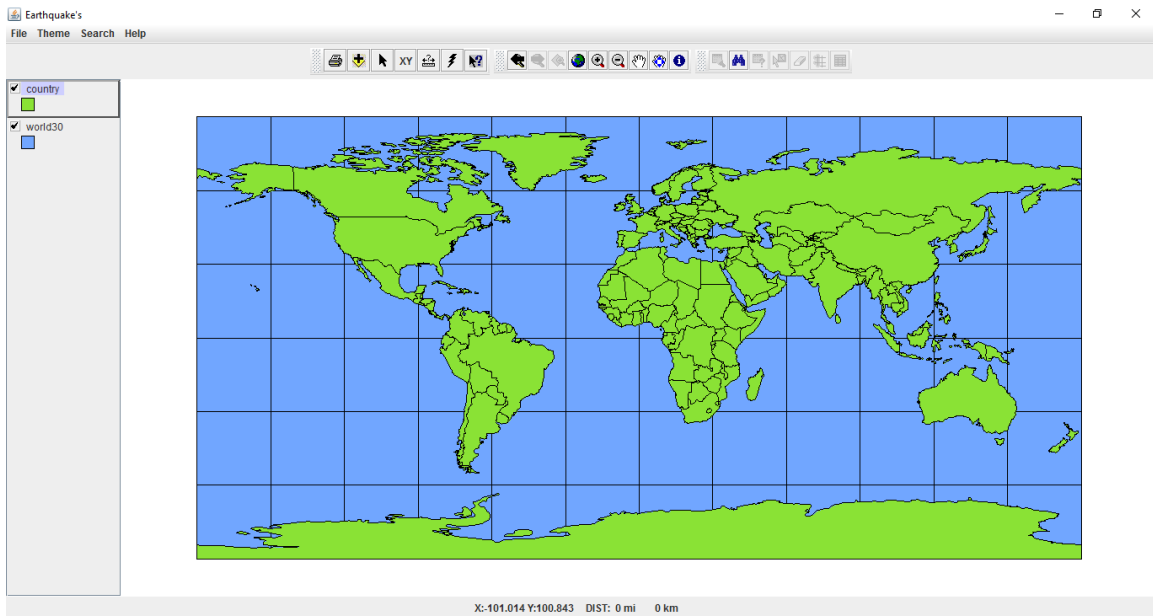 Earthquake's
File Theme Search Help
XY
country
world30
X:-101.014 Y:100.843 DIST: 0 mi 0 km